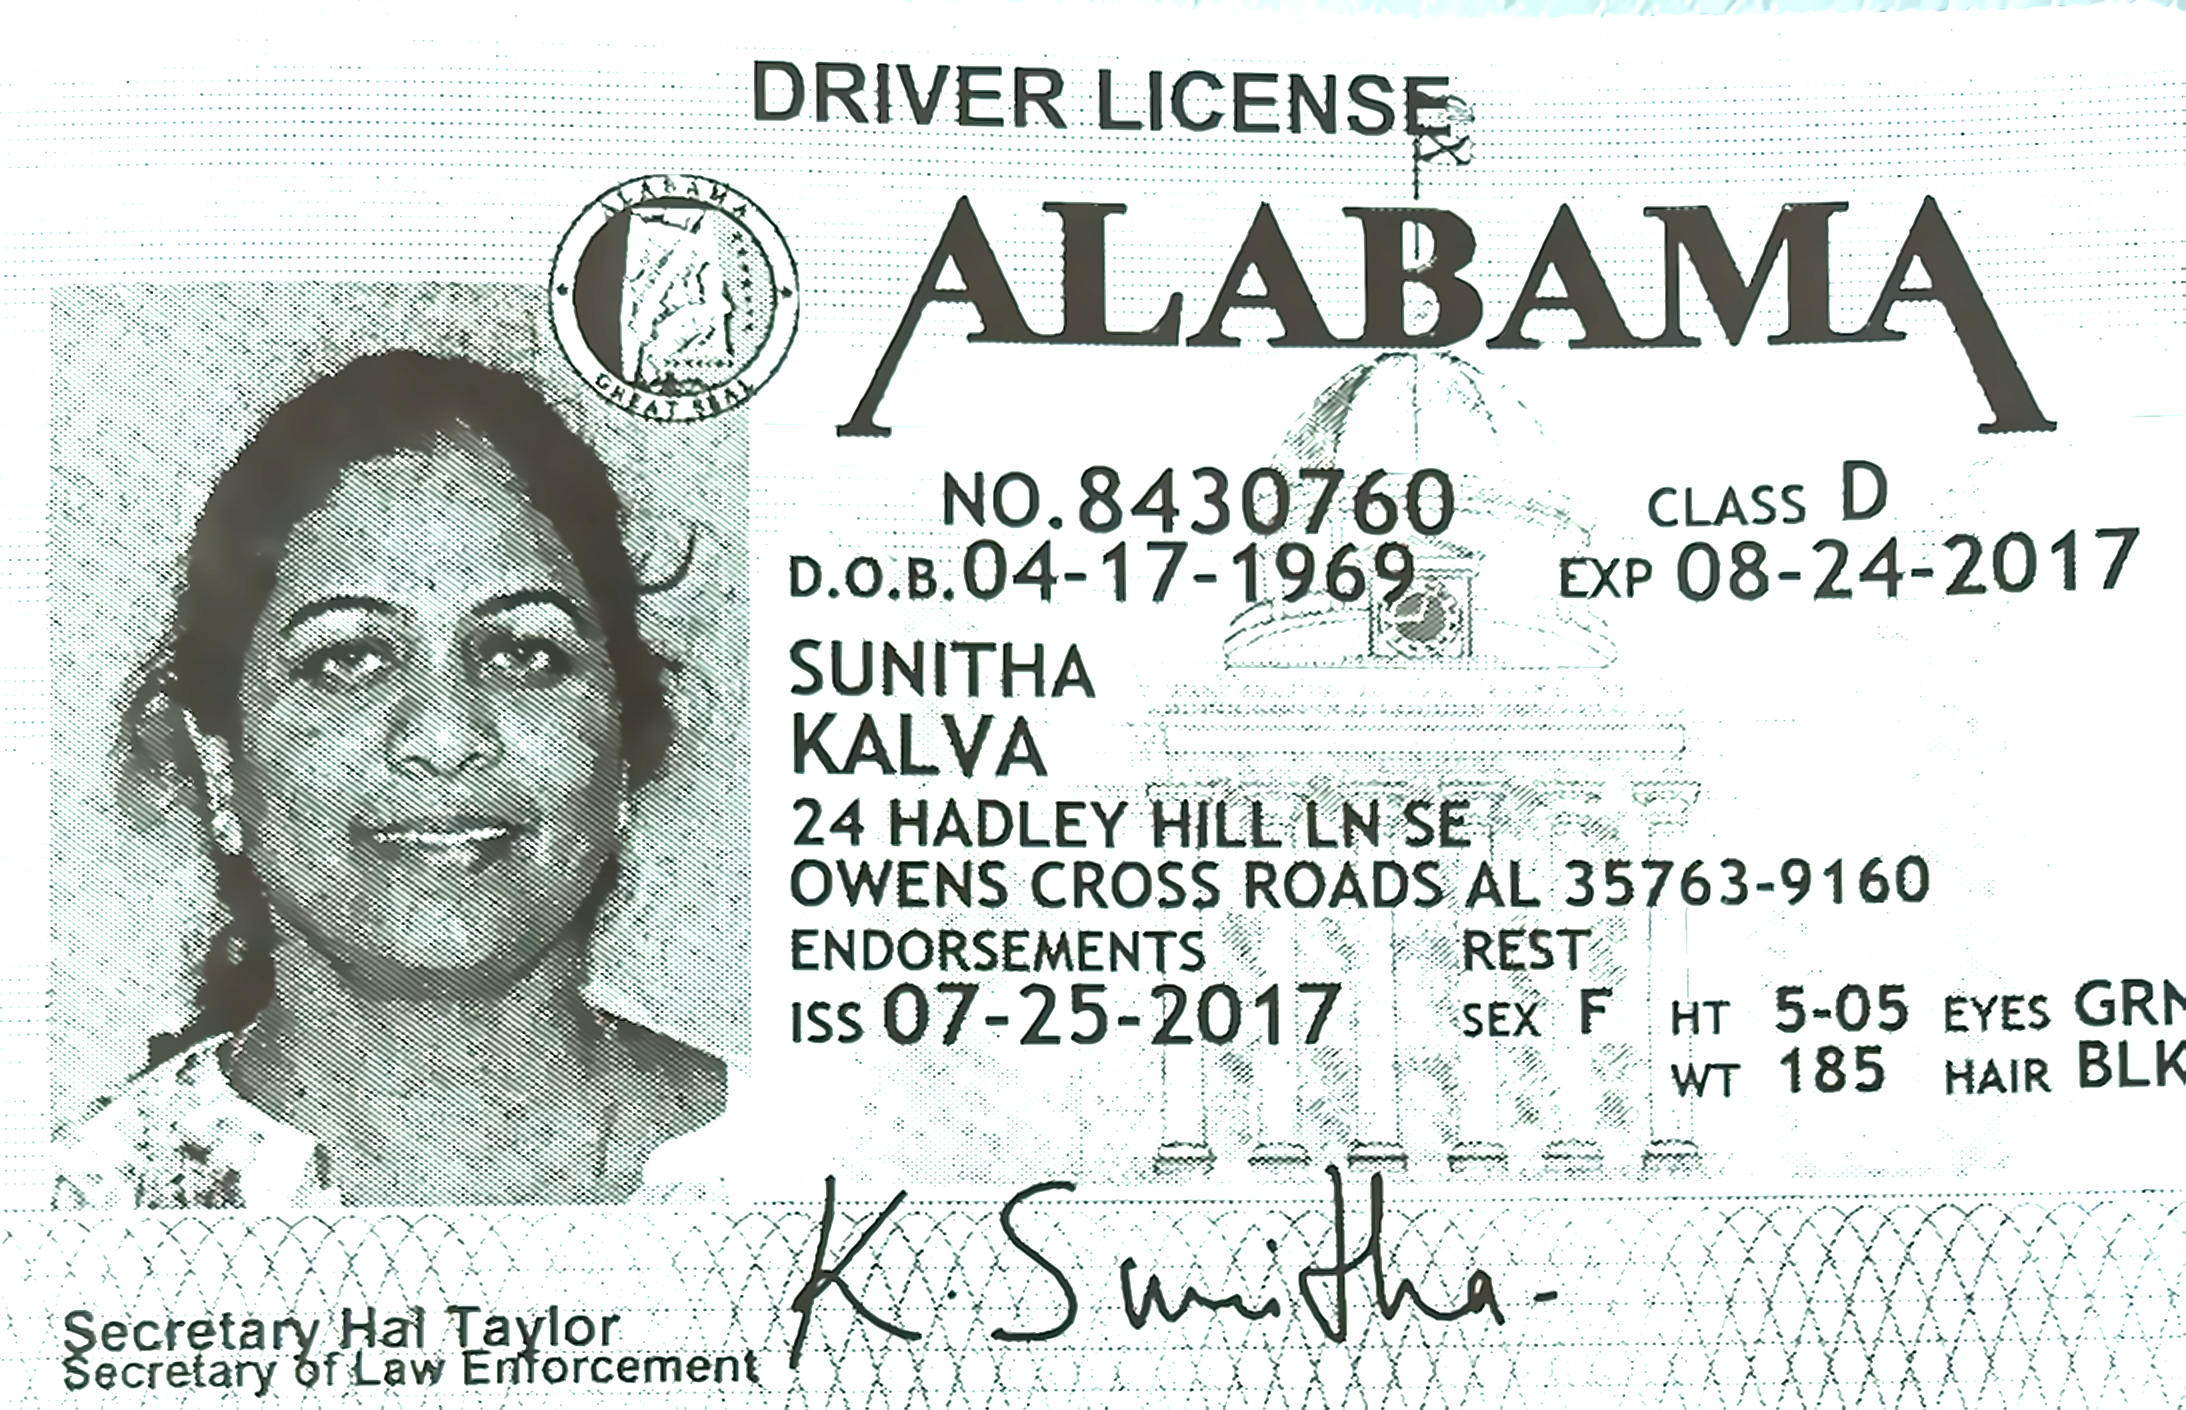 DRIVER LICENSE
ALABAMA
ALABAMA
GREAT SEAL
NO. 8430760 CLASS D
D.O.B. 04-17-1969 EXP 08-24-2017
SUNITHA
KALVA
24 HADLEY HILL LN SE
OWENS CROSS ROADS AL 35763-9160
ENDORSEMENTS REST
ISS 07-25-2017 SEX F HT 5-05 EYES GRN
WT 185 HAIR BLK
K. Sunitha
Secretary Hal Taylor
Secretary of Law Enforcement